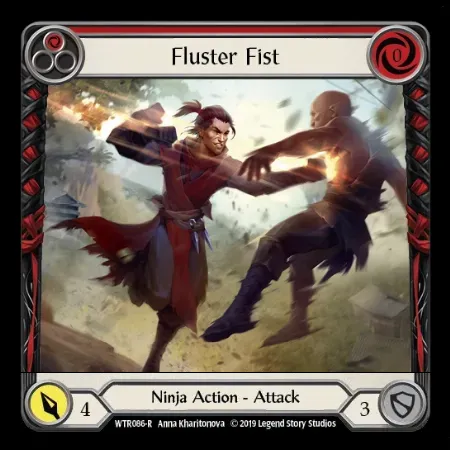 Fluster Fist
0
4
Ninja Action - Attack
3
WTR086-R Anna Kharitonova © 2019 Legend Story Studios